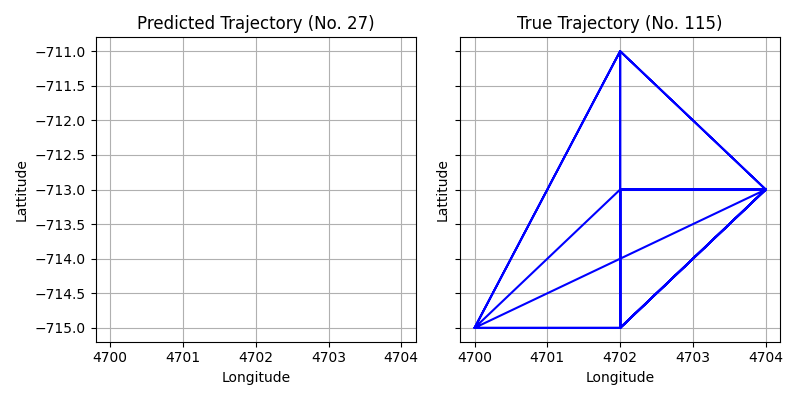 Predicted Trajectory (No. 27)
True Trajectory (No. 115)
−711.0
−711.5
−712.0
−712.5
−713.0
−713.5
−714.0
−714.5
−715.0
Lattitude
Lattitude
4700 4701 4702 4703 4704
4700 4701 4702 4703 4704
Longitude
Longitude